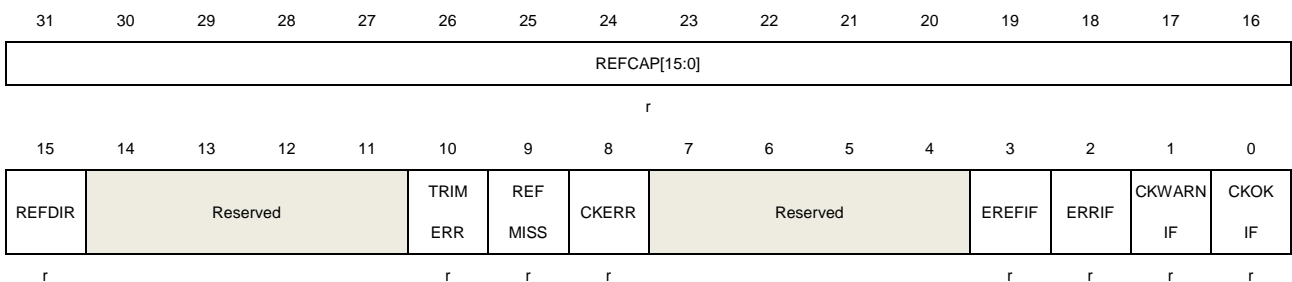 31 30 29 28 27 26 25 24 23 22 21 20 19 18 17 16
REFCAP[15:0]
r
15 14 13 12 11 10 9 8 7 6 5 4 3 2 1 0
REFDIR Reserved TRIM ERR REF MISS CKERR Reserved EREFIF ERRIF CKWARN IF CKOK IF
r r r r r r r r